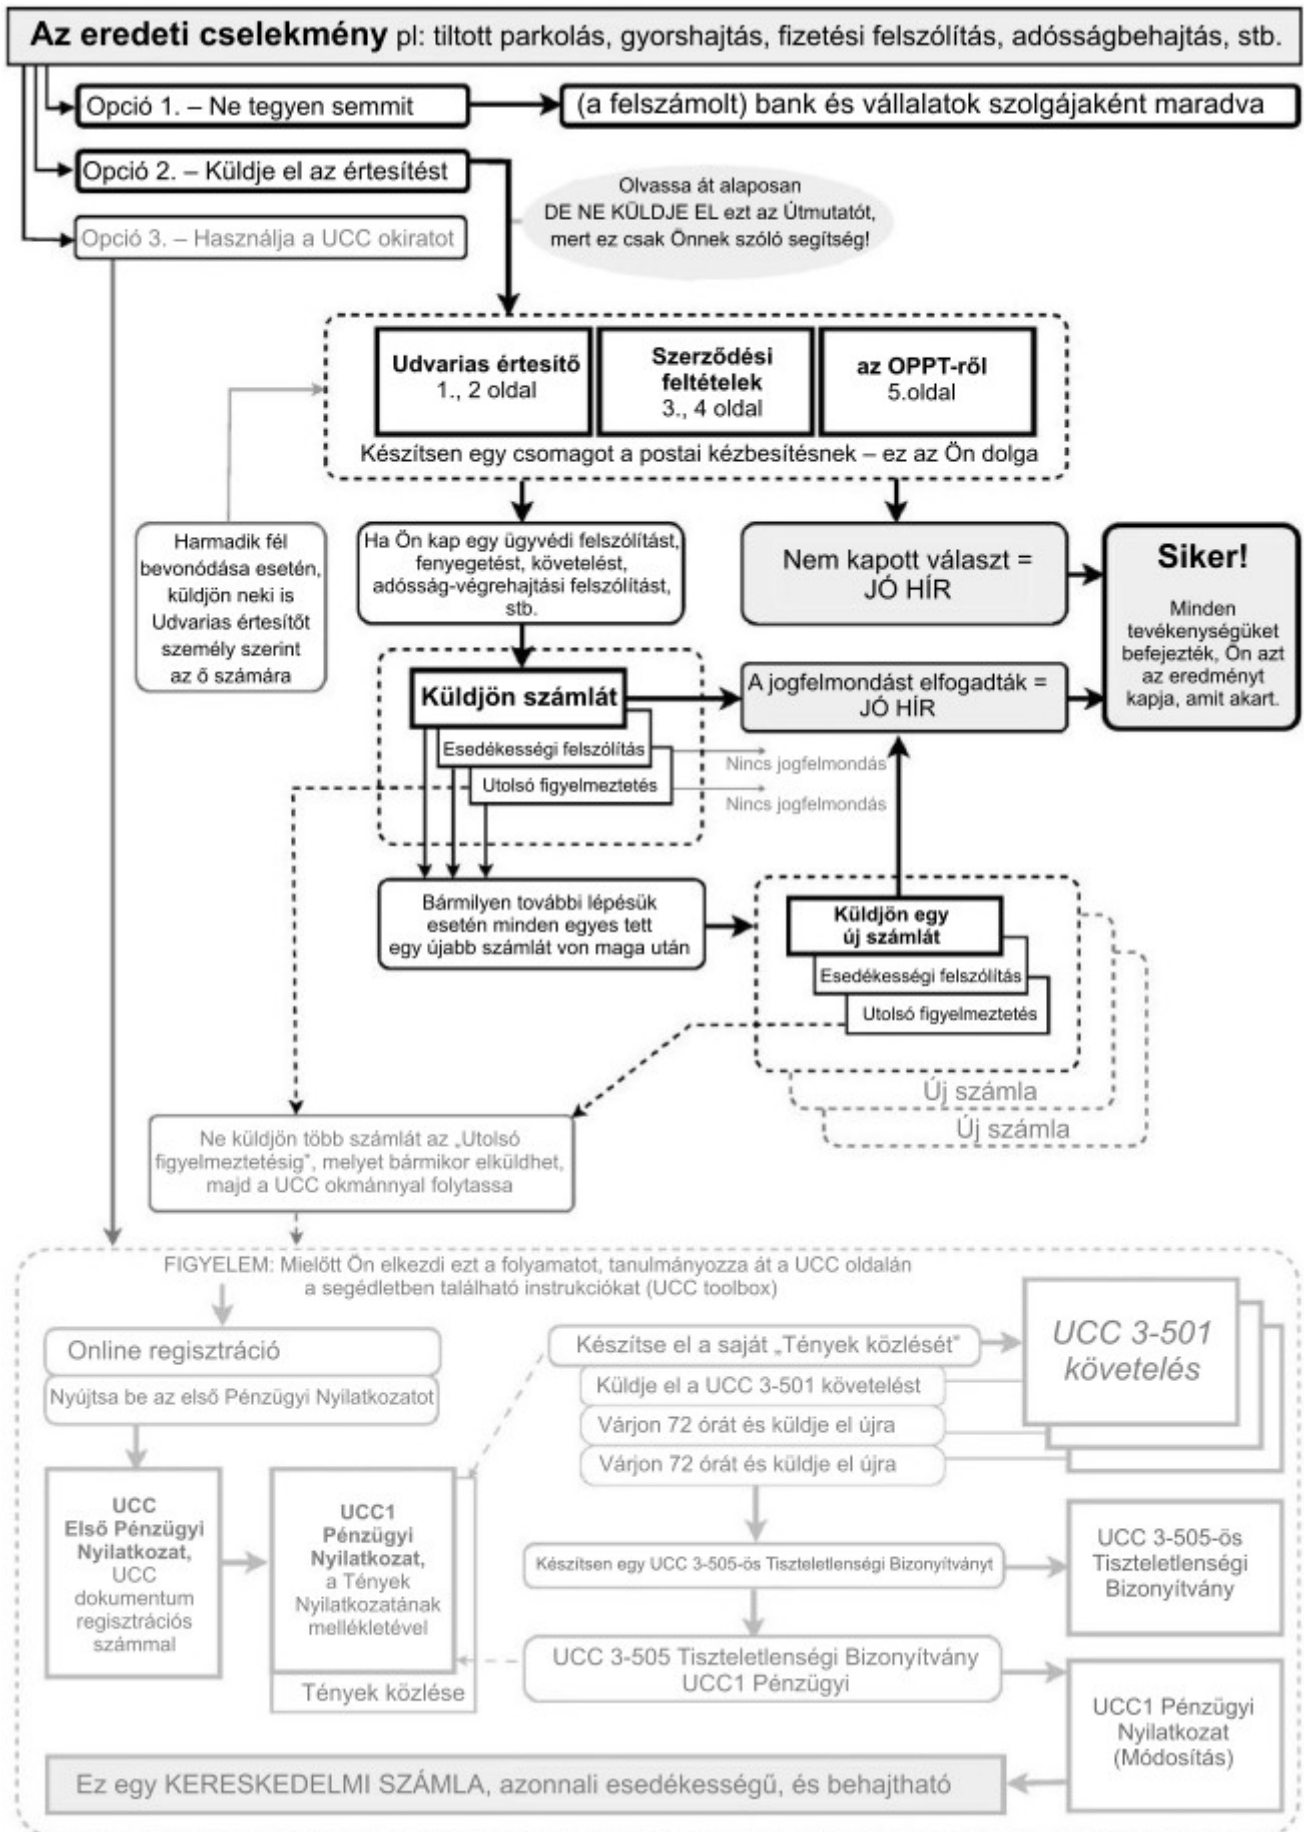 Az eredeti cselekmény pl: tiltott parkolás, gyorshajtás, fizetési felszólítás, adósságbehajtás, stb.
Opció 1. – Ne tegyen semmit
(a felszámolt) bank és vállalatok szolgájaként maradva
Opció 2. – Küldje el az értesítést
Olvassa át alaposan
DE NE KÜLDJE EL ezt az Útmutatót,
mert ez csak Önnek szóló segítség!
Opció 3. – Használja a UCC okiratot
Udvarias értesítő
1., 2 oldal
Szerződési
feltételek
3., 4 oldal
az OPPT-ről
5.oldal
Készítsen egy csomagot a postai kézbesítésnek – ez az Ön dolga
Harmadik fél
bevonódása esetén,
küldjön neki is
Udvarias értesítőt
személy szerint
az ő számára
Ha Ön kap egy ügyvédi felszólítást,
fenyegetést, követelést,
adósság-végrehajtási felszólítást,
stb.
Nem kapott választ =
JÓ HÍR
Siker!
Minden
tevékenységüket
befejezték, Ön azt
az eredményt
kapja, amit akart.
Küldjön számlát
Esedékességi felszólítás
Utolsó figyelmeztetés
A jogfelmondást elfogadták =
JÓ HÍR
Nincs jogfelmondás
Nincs jogfelmondás
Bármilyen további lépésük
esetén minden egyes tett
egy újabb számlát von maga után
Küldjön egy
új számlát
Esedékességi felszólítás
Utolsó figyelmeztetés
Új számla
Új számla
Ne küldjön több számlát az „Utolsó
figyelmeztetésig”, melyet bármikor elküldhet,
majd a UCC okmánnyal folytassa
FIGYELEM: Mielőtt Ön elkezdi ezt a folyamatot, tanulmányozza át a UCC oldalán
a segédletben található instrukciókat (UCC toolbox)
Online regisztráció
Nyújtsa be az első Pénzügyi Nyilatkozatot
Készítse el a saját „Tények közlését”
Küldje el a UCC 3-501 követelést
Várjon 72 órát és küldje el újra
Várjon 72 órát és küldje el újra
UCC 3-501
követelés
UCC
Első Pénzügyi
Nyilatkozat,
UCC
dokumentum
regisztrációs
számmal
UCC1
Pénzügyi
Nyilatkozat,
a Tények
Nyilatkozatának
mellékletével
Tények közlése
Készítsen egy UCC 3-505-ös Tiszteletlenségi Bizonyítványt
UCC 3-505-ös
Tiszteletlenségi
Bizonyítvány
UCC 3-505 Tiszteletlenségi Bizonyítvány
UCC1 Pénzügyi
UCC1 Pénzügyi
Nyilatkozat
(Módosítás)
Ez egy KERESKEDELMI SZÁMLA, azonnali esedékességű, és behajtható